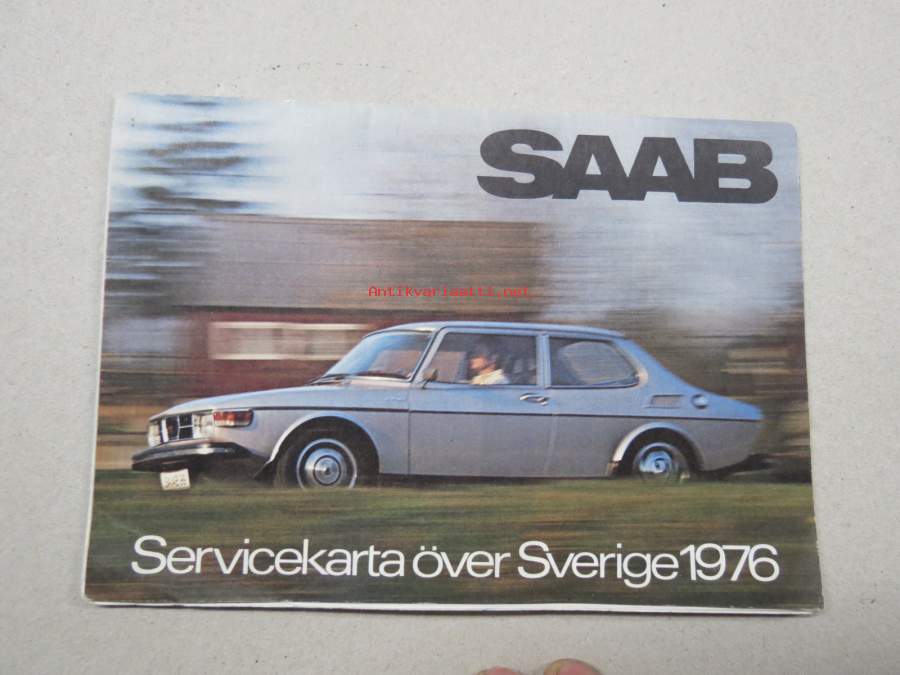 SAAB
Antikvariaatti.net
Servicekarta över Sverige 1976